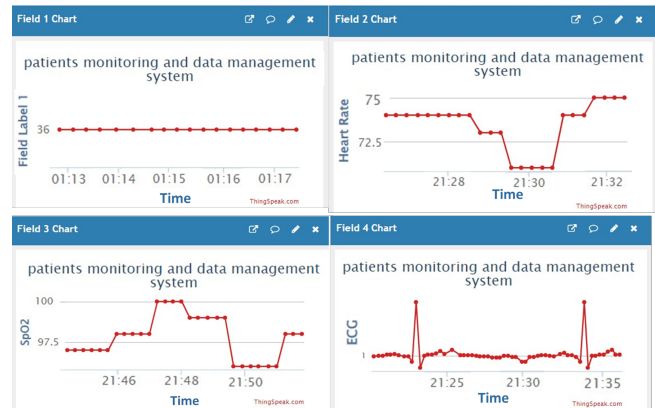 Field 1 Chart
patients monitoring and data management
system
Field Label 1
36
01:13 01:14 01:15 01:16 01:17
Time
ThingSpeak.com
Field 2 Chart
patients monitoring and data management
system
Heart Rate
75
72.5
21:28 21:30 21:32
Time
ThingSpeak.com
Field 3 Chart
patients monitoring and data management
system
SpO2
100
97.5
21:46 21:48 21:50
Time
ThingSpeak.com
Field 4 Chart
patients monitoring and data management
system
ECG
1
21:25 21:30 21:35
Time
ThingSpeak.com